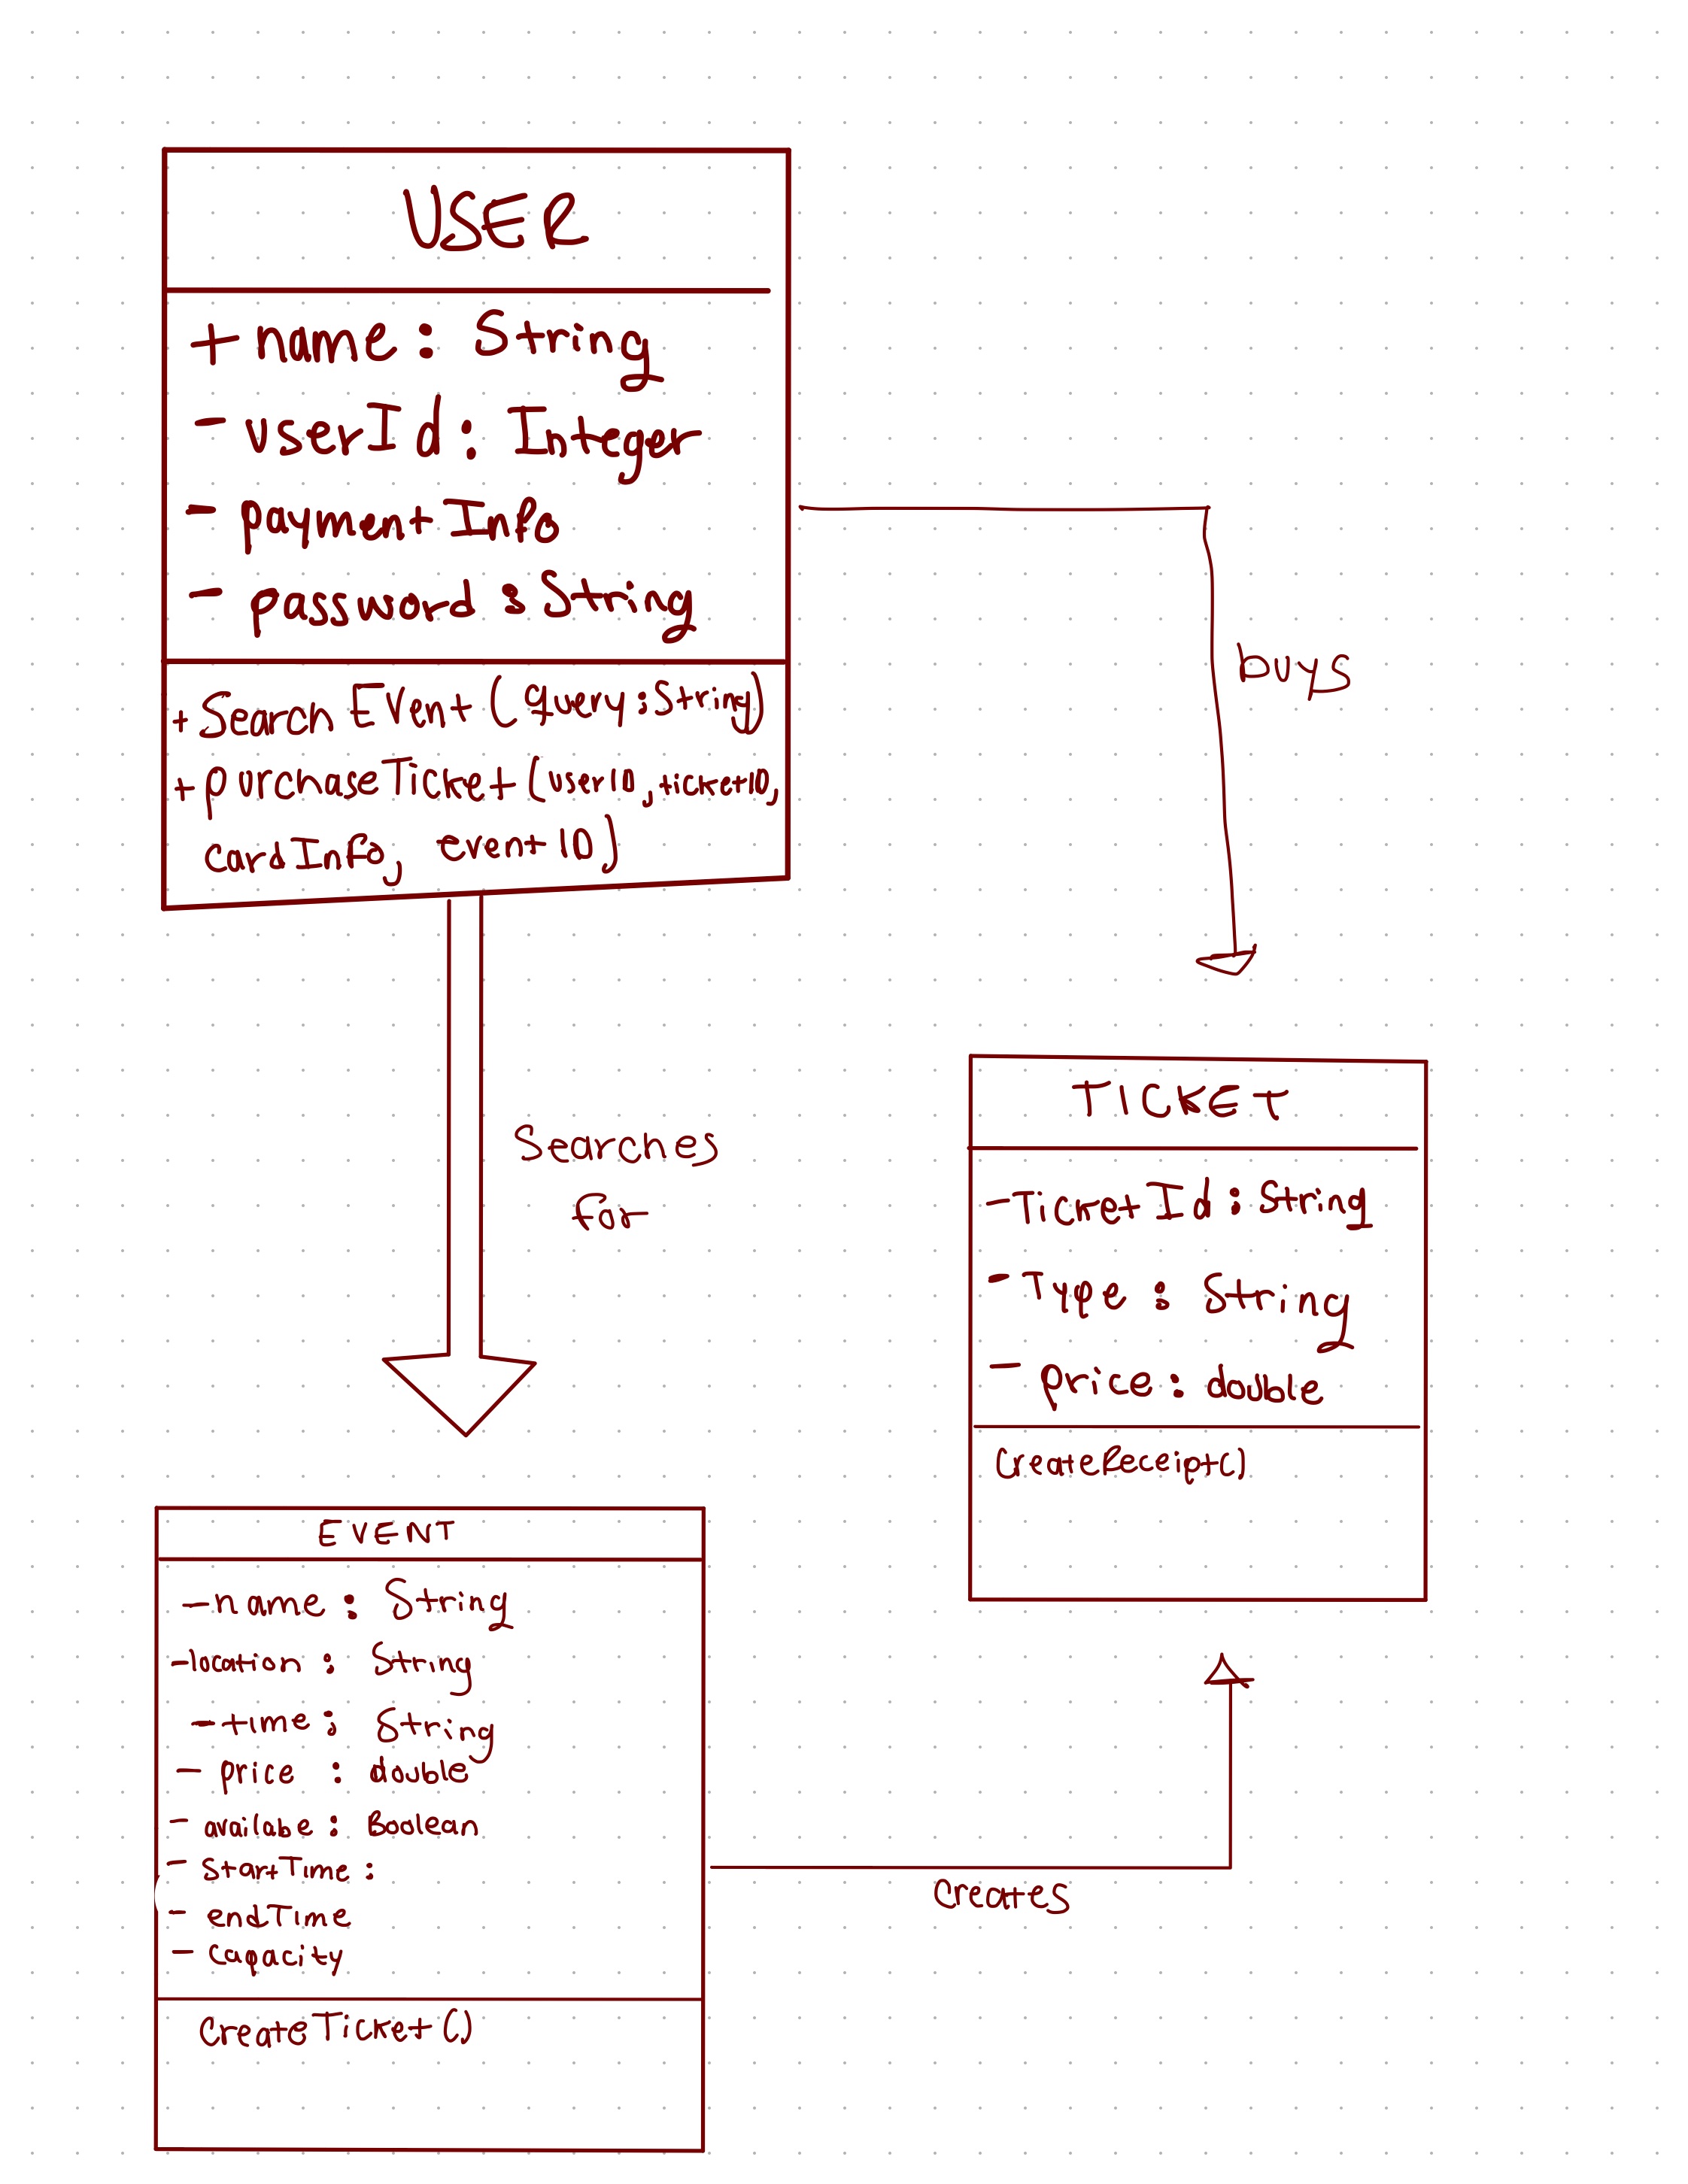 USER
+ name : String
- userId : Integer
- paymentInfo
- password : String
+ Search Event (query : String)
+ purchaseTicket (userID, ticketID,
cardInfo, eventID)
buys
Searches
for
TICKET
- TicketId : String
- Type : String
- price : double
CreateReceipt()
EVENT
- name : String
- location : String
- time : String
- price : double
- availabe : Boolean
- StartTime :
- endTime
- Capacity
CreateTicket()
Creates